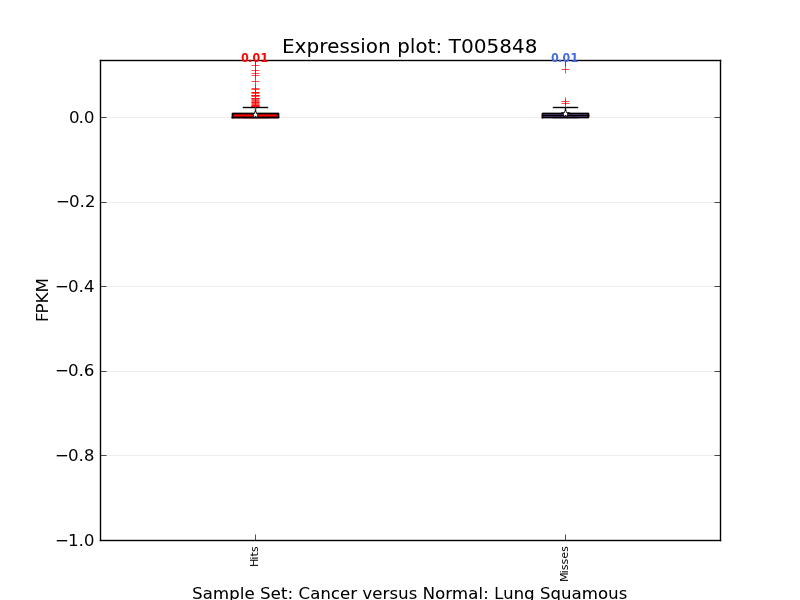 Expression plot: T005848
0.01
0.01
0.0
−0.2
−0.4
−0.6
−0.8
−1.0
FPKM
Hits
Misses
Sample Set: Cancer versus Normal: Lung Squamous